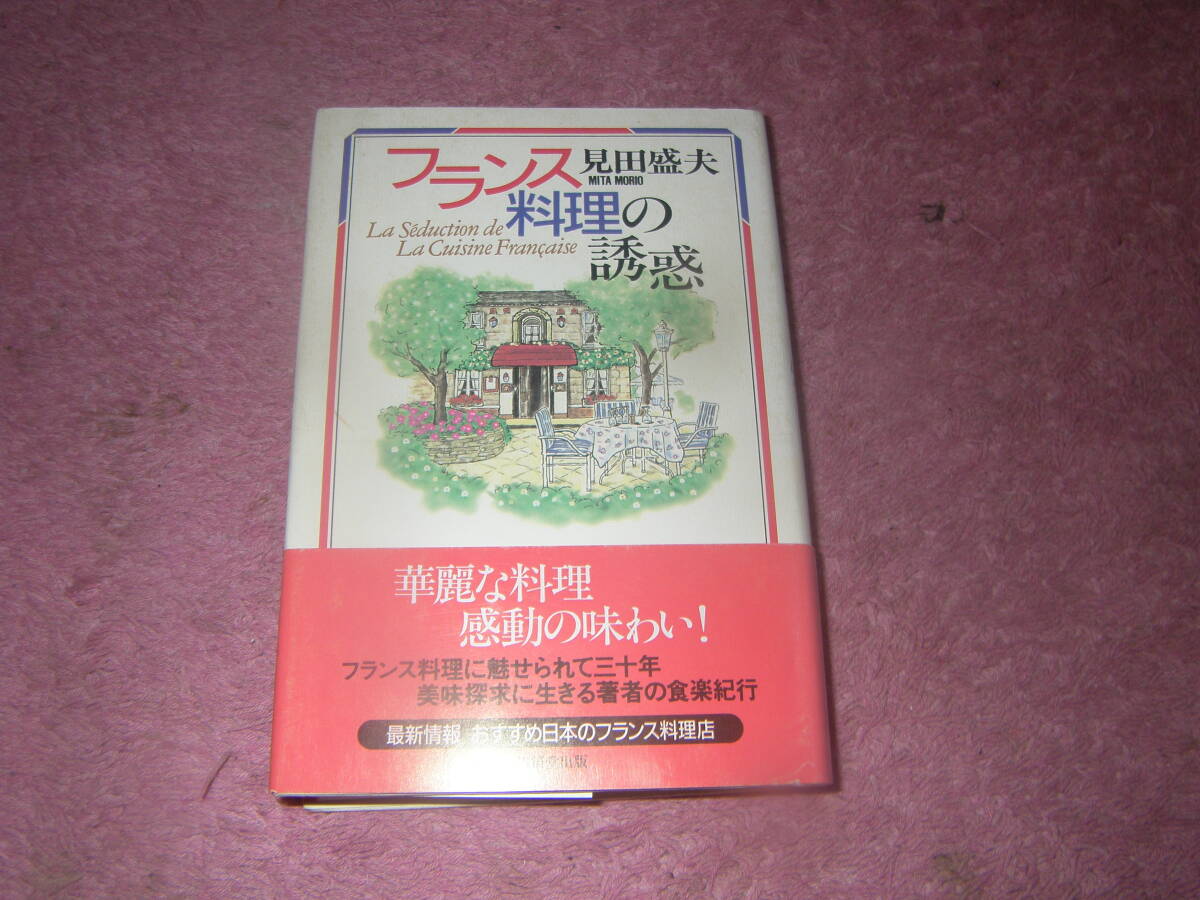 フランス
料理の
誘惑
見田盛夫
MITA MORIO
La Séduction de
La Cuisine Française
華麗な料理
感動の味わい!
フランス料理に魅せられて三十年
美味探求に生きる著者の食楽紀行
最新情報 おすすめ日本のフランス料理店
出版